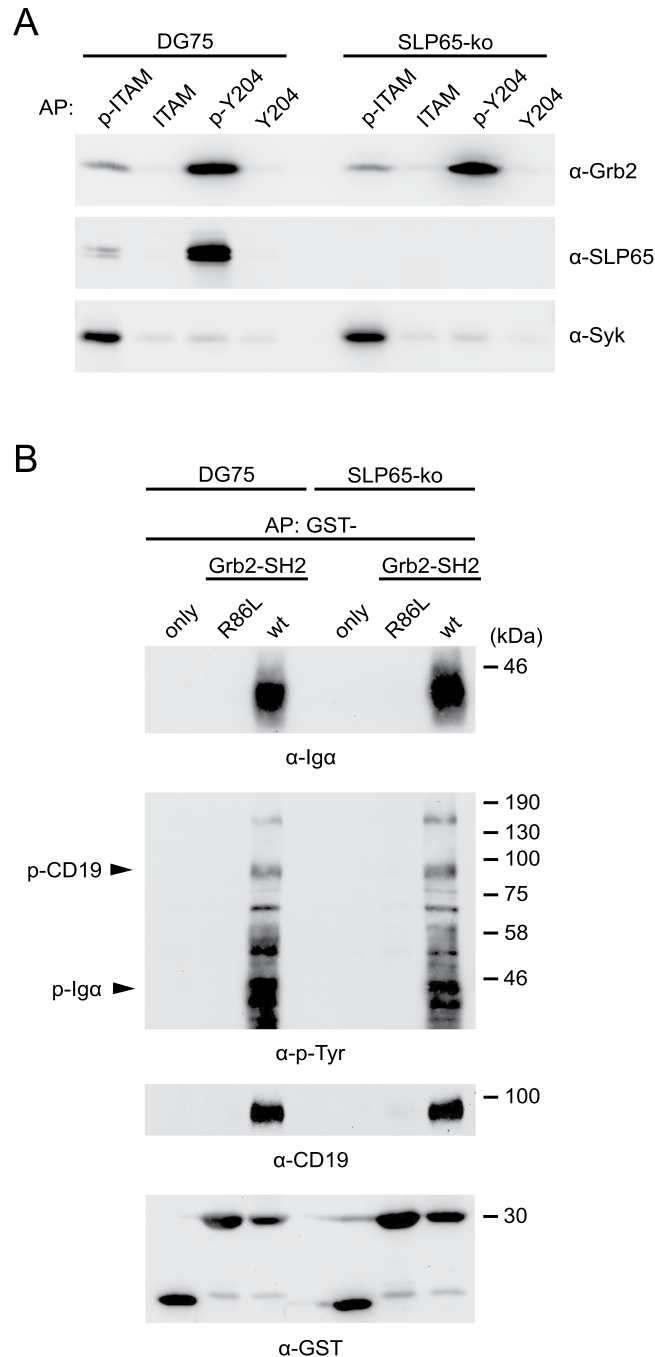 A
DG75 SLP65-ko
AP: p-ITAM ITAM p-Y204 Y204 p-ITAM ITAM p-Y204 Y204
α-Grb2
α-SLP65
α-Syk
B
DG75 SLP65-ko
AP: GST-
Grb2-SH2 Grb2-SH2
only R86L wt only R86L wt (kDa)
46
α-Igα
190
130
100
p-CD19
75
58
46
p-Igα
α-p-Tyr
100
α-CD19
30
α-GST